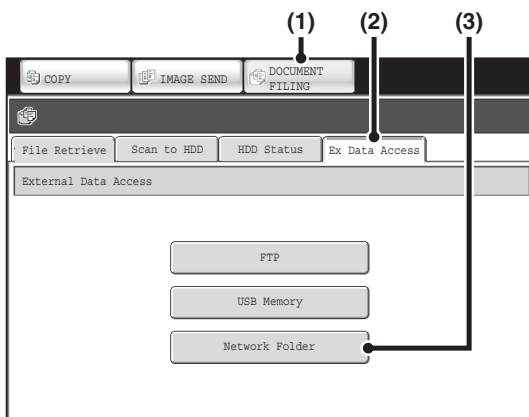 (1) (2) (3)
COPY IMAGE SEND DOCUMENT
FILING
File Retrieve Scan to HDD HDD Status Ex Data Access
External Data Access
FTP
USB Memory
Network Folder